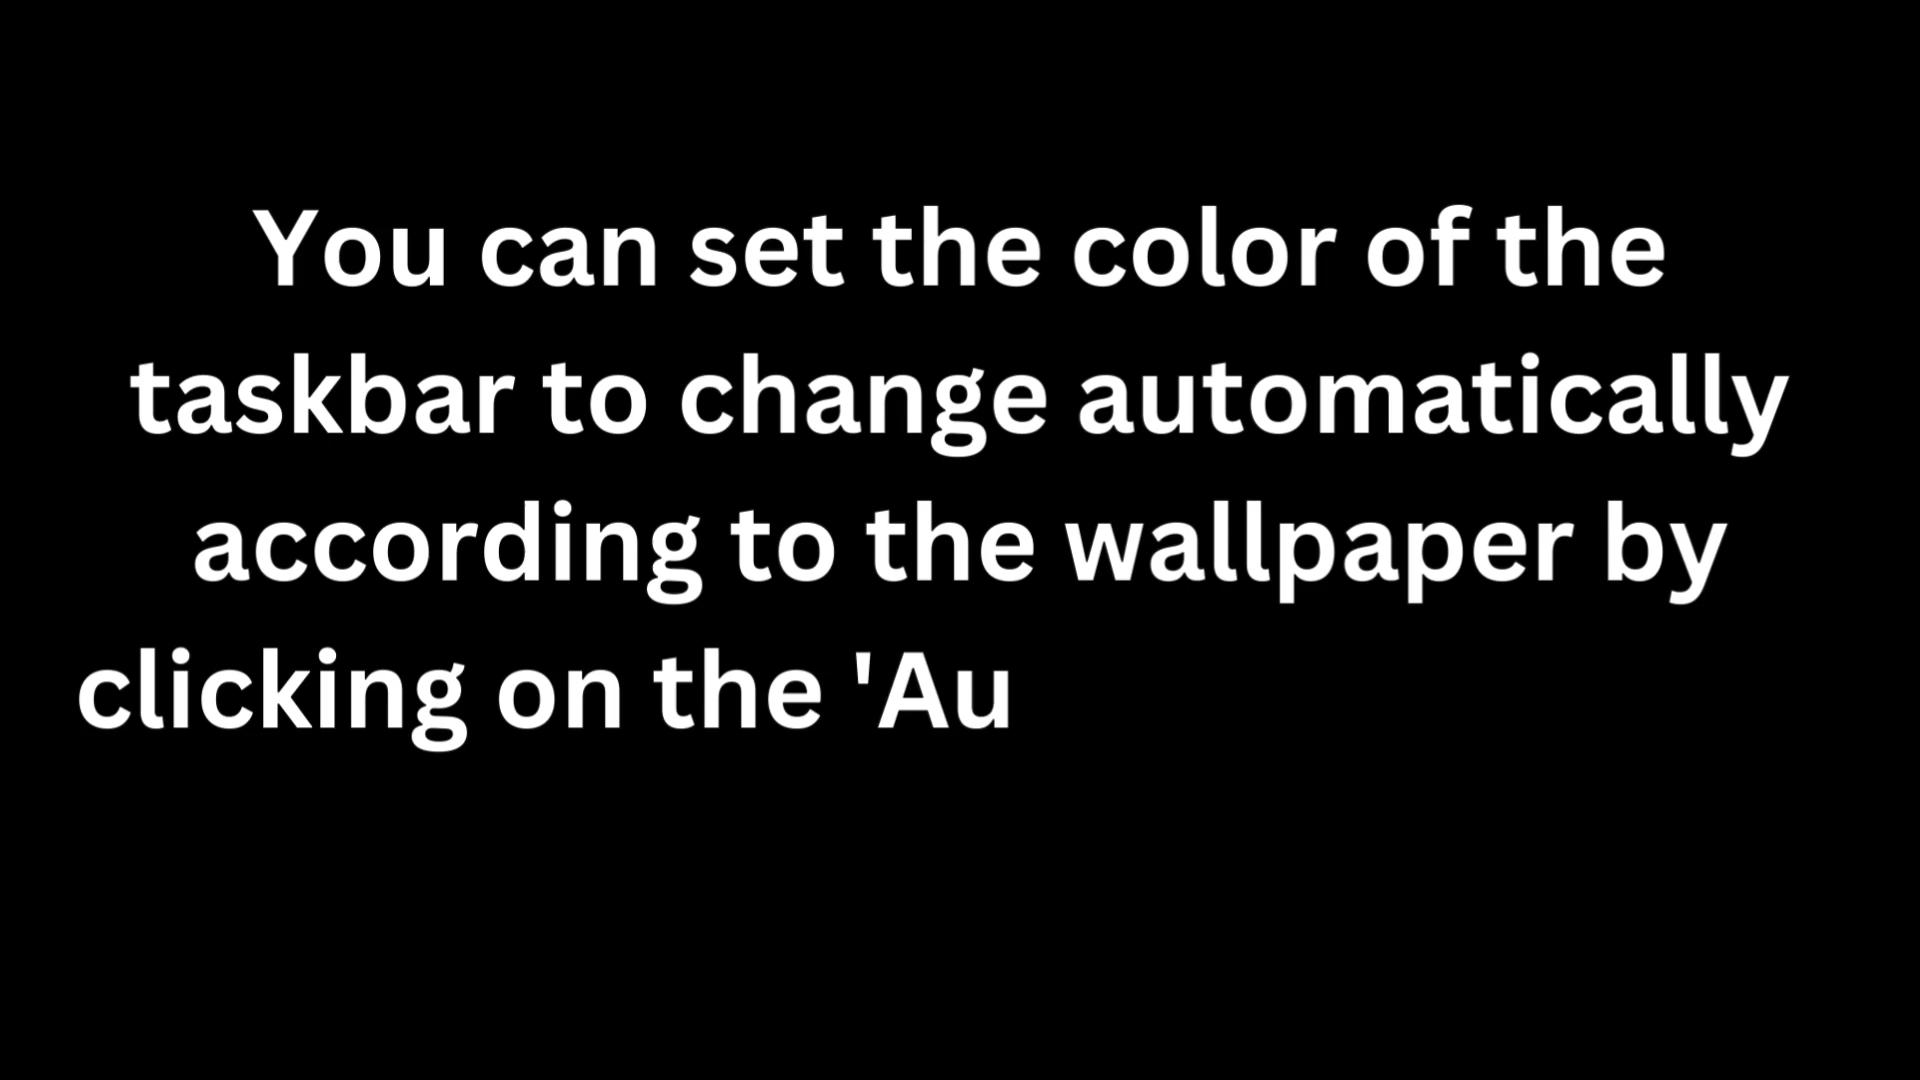 You can set the color of the
taskbar to change automatically
according to the wallpaper by
clicking on the 'Au